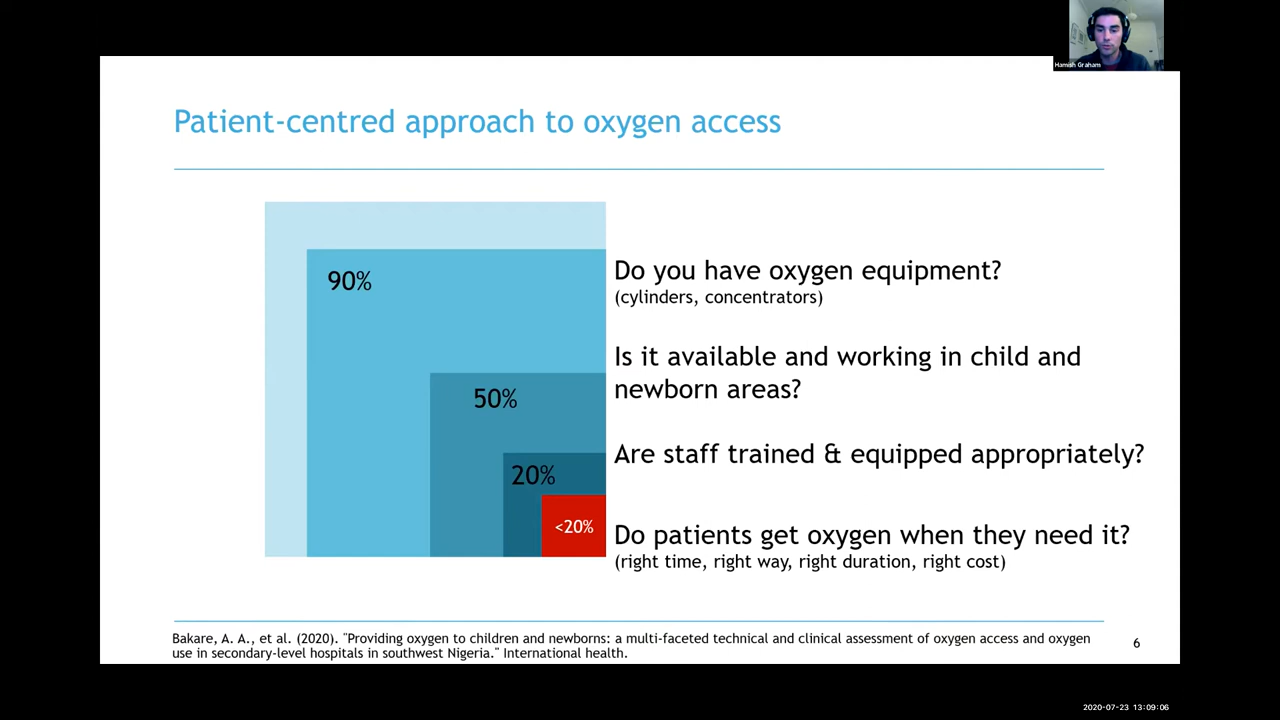 Hamish Graham
Patient-centred approach to oxygen access
90%
Do you have oxygen equipment?
(cylinders, concentrators)
50%
Is it available and working in child and
newborn areas?
20%
Are staff trained & equipped appropriately?
<20%
Do patients get oxygen when they need it?
(right time, right way, right duration, right cost)
Bakare, A. A., et al. (2020). "Providing oxygen to children and newborns: a multi-faceted technical and clinical assessment of oxygen access and oxygen
use in secondary-level hospitals in southwest Nigeria." International health.
6
2020-07-23 13:09:06